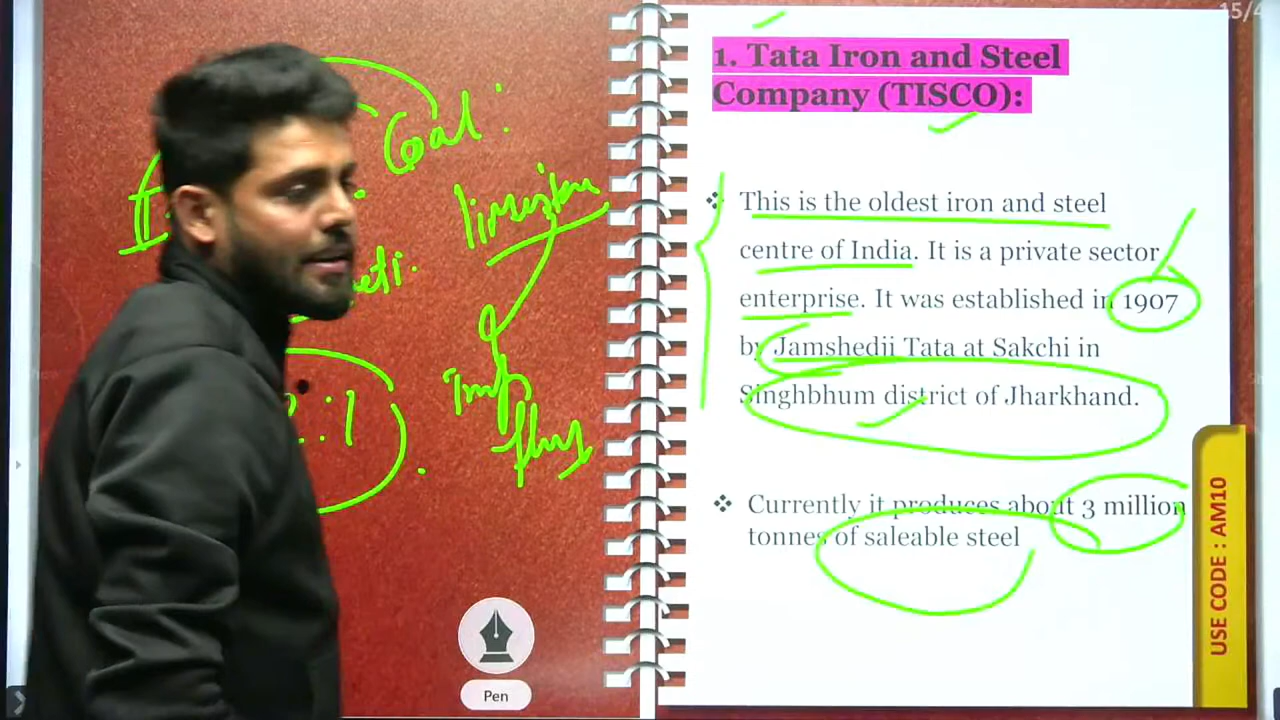 15/4
1. Tata Iron and Steel
Company (TISCO):
❖ This is the oldest iron and steel
centre of India. It is a private sector
enterprise. It was established in 1907
by Jamshedji Tata at Sakchi in
Singhbhum district of Jharkhand.
❖ Currently it produces about 3 million
tonnes of saleable steel
Coal :
limestone
Pen
USE CODE : AM10